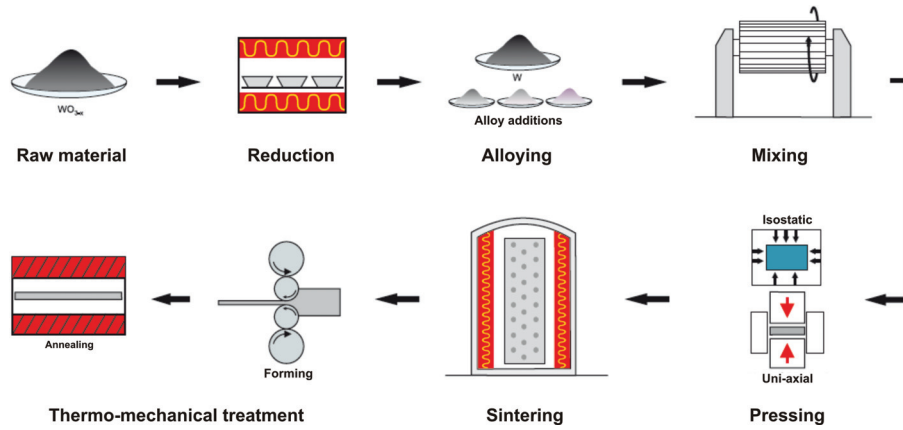 WO₃₋ₓ
Raw material
Reduction
W
Alloy additions
Alloying
Mixing
Isostatic
Uni-axial
Pressing
Sintering
Forming
Annealing
Thermo-mechanical treatment